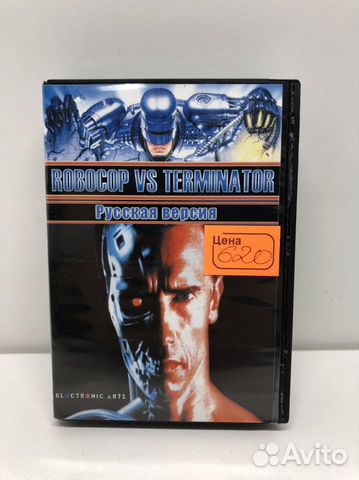 ROBOCOP VS TERMINATOR
Русская версия
Цена
620
ELECTRONIC ARTS
Avito